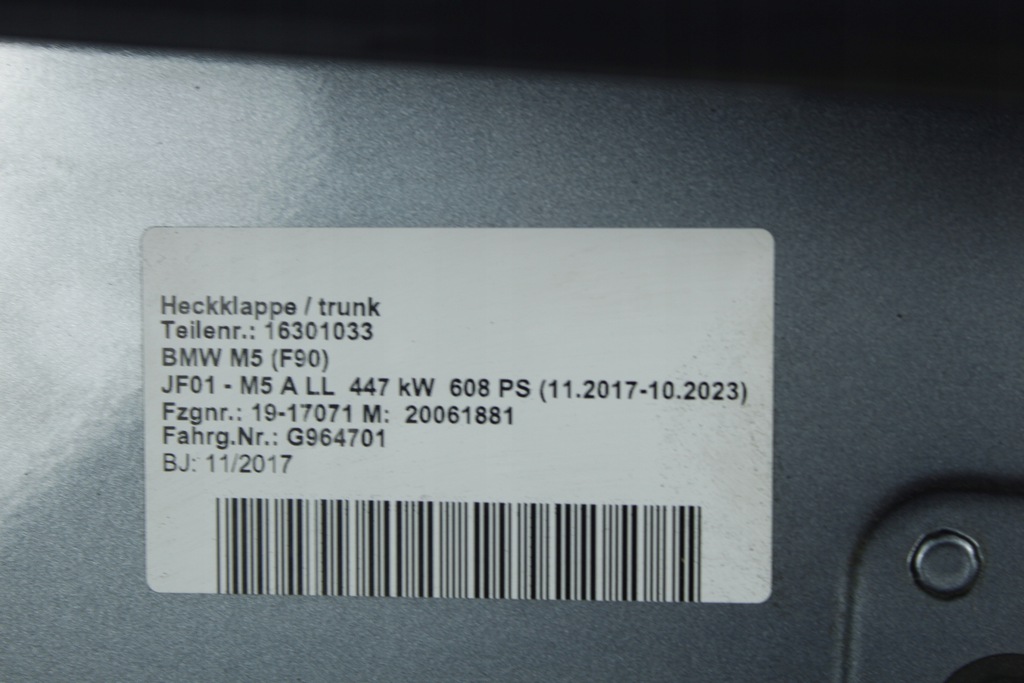 Heckklappe / trunk
Teilenr.: 16301033
BMW M5 (F90)
JF01 - M5 A LL 447 kW 608 PS (11.2017-10.2023)
Fzgnr.: 19-17071 M: 20061881
Fahrg.Nr.: G964701
BJ: 11/2017